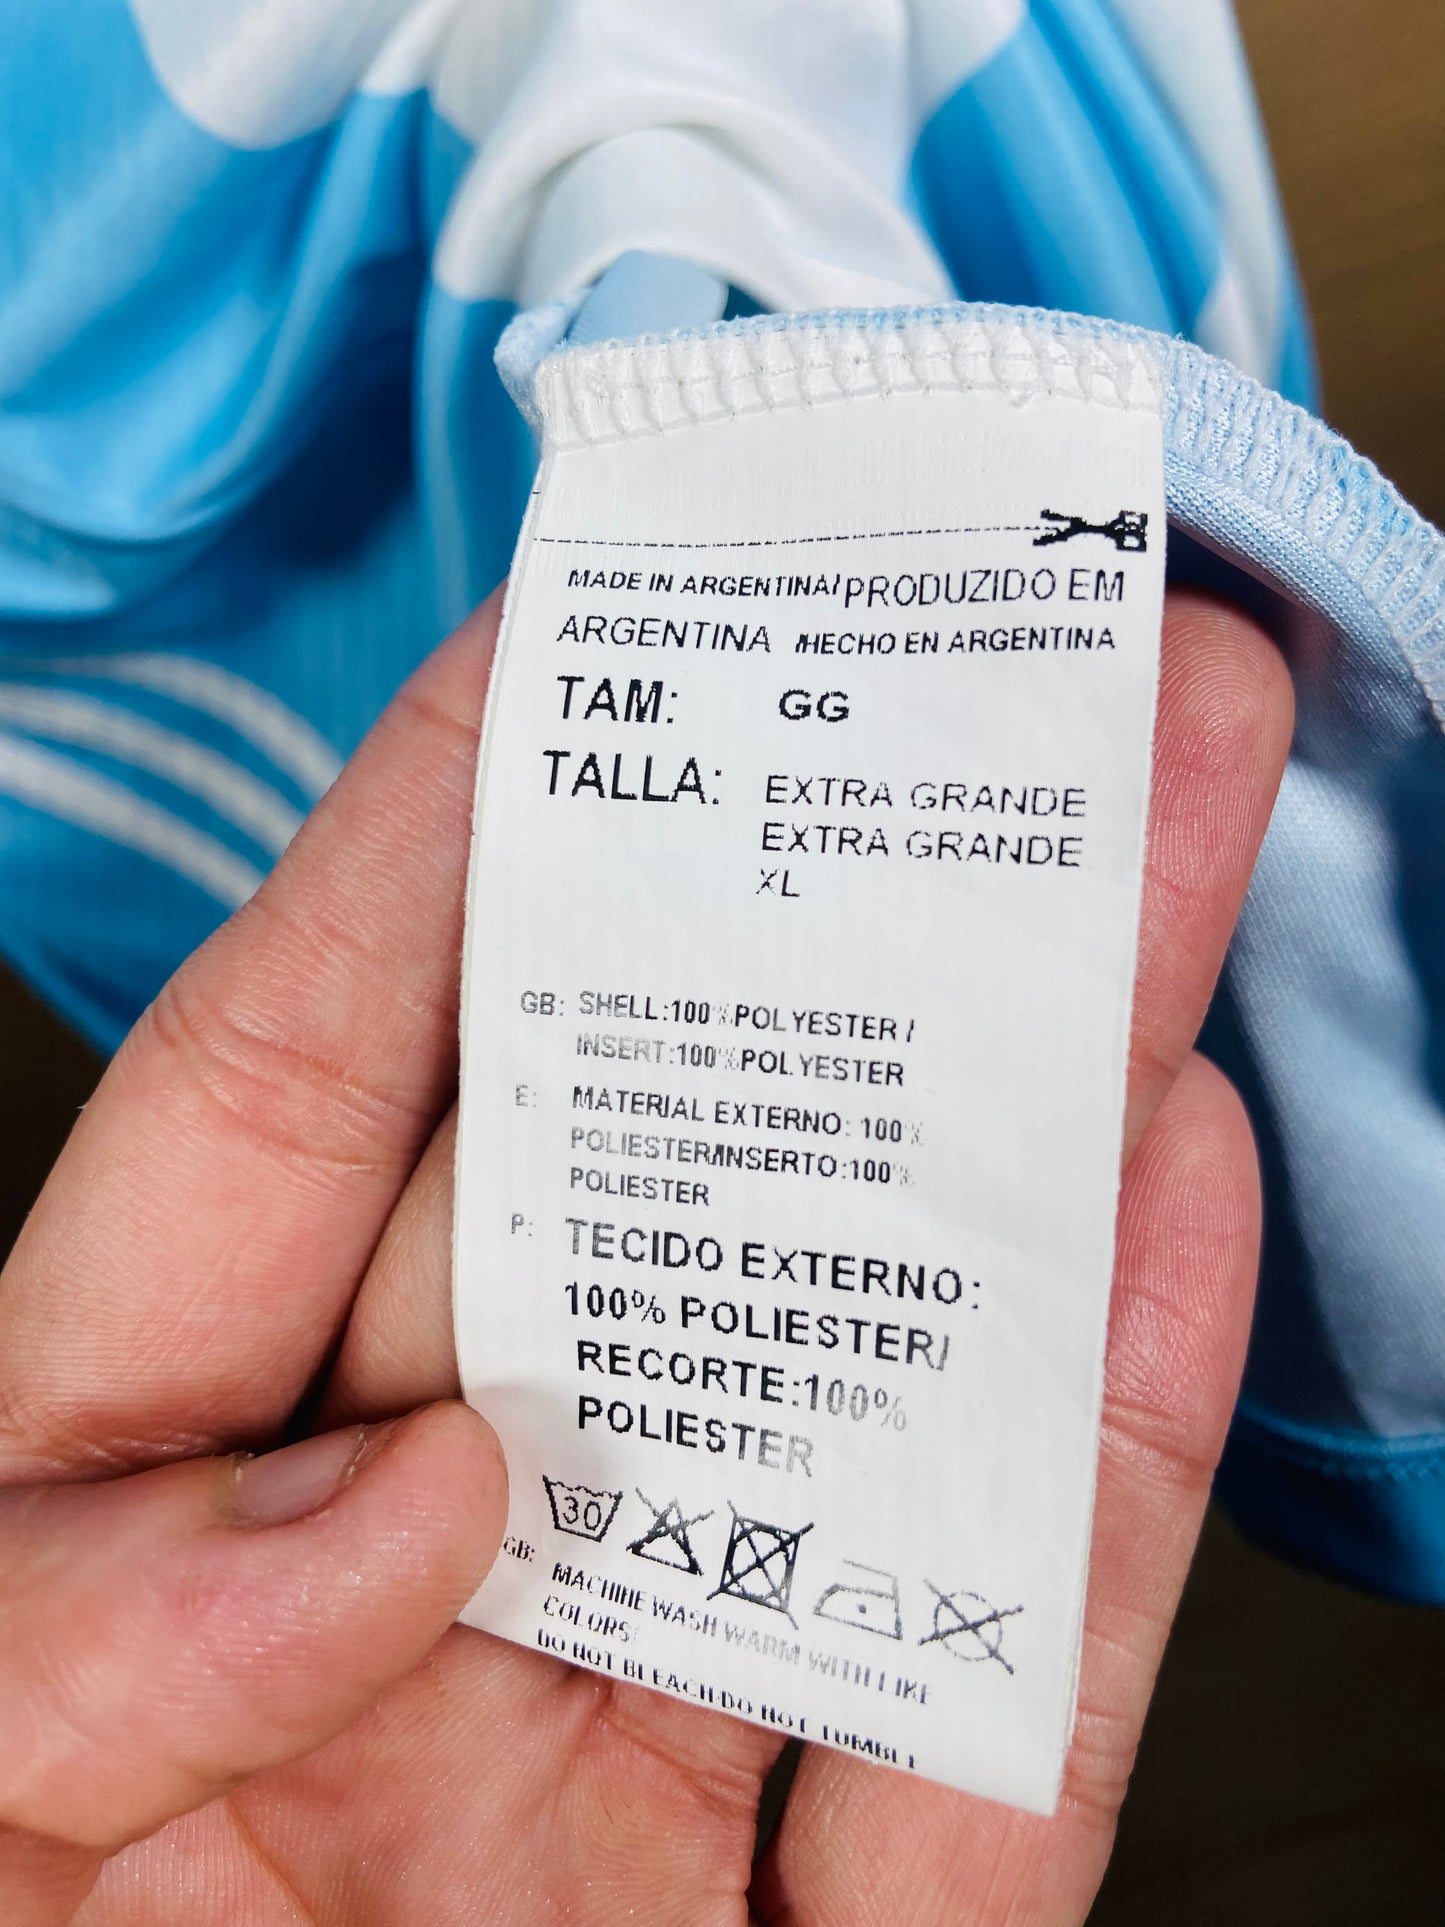 MADE IN ARGENTINA/PRODUZIDO EM
ARGENTINA /HECHO EN ARGENTINA
TAM: GG
TALLA: EXTRA GRANDE
EXTRA GRANDE
XL
GB: SHELL:100%POLYESTER /
INSERT:100%POLYESTER
E: MATERIAL EXTERNO: 100%
POLIESTER/INSERTO:100%
POLIESTER
P: TECIDO EXTERNO:
100% POLIESTER/
RECORTE:100%
POLIESTER
30
GB: MACHINE WASH WARM WITH LIKE
COLORS/
DO NOT BLEACH/DO NOT TUMBLE